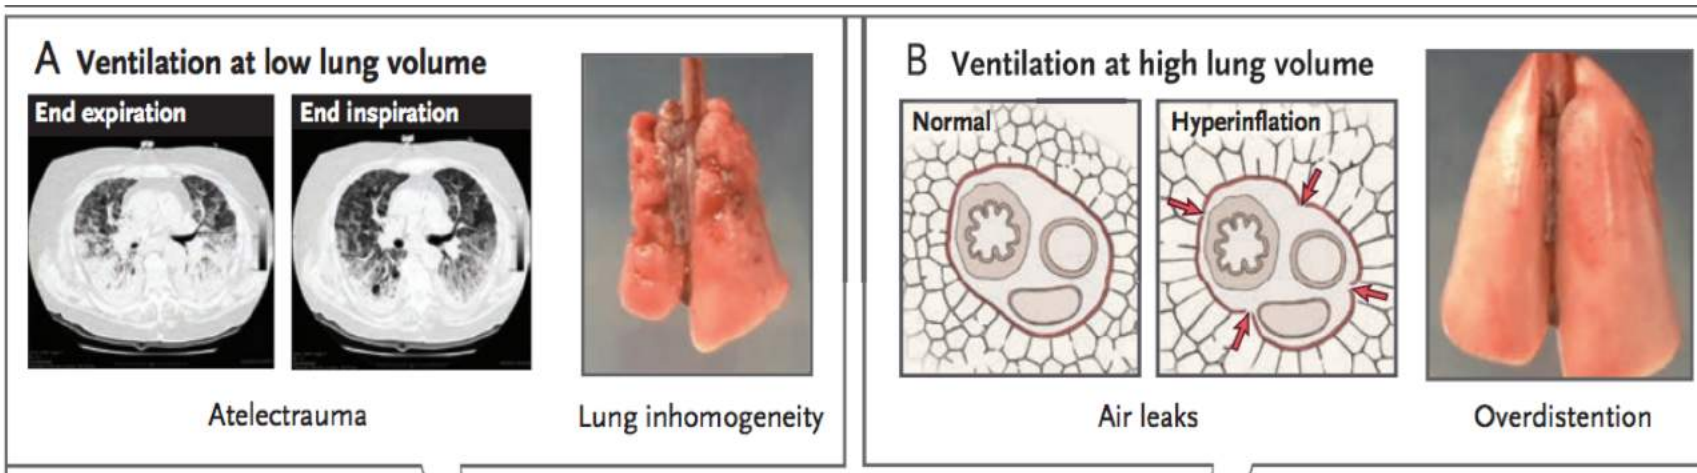 A Ventilation at low lung volume
End expiration
End inspiration
Atelectrauma
Lung inhomogeneity
B Ventilation at high lung volume
Normal
Hyperinflation
Air leaks
Overdistention